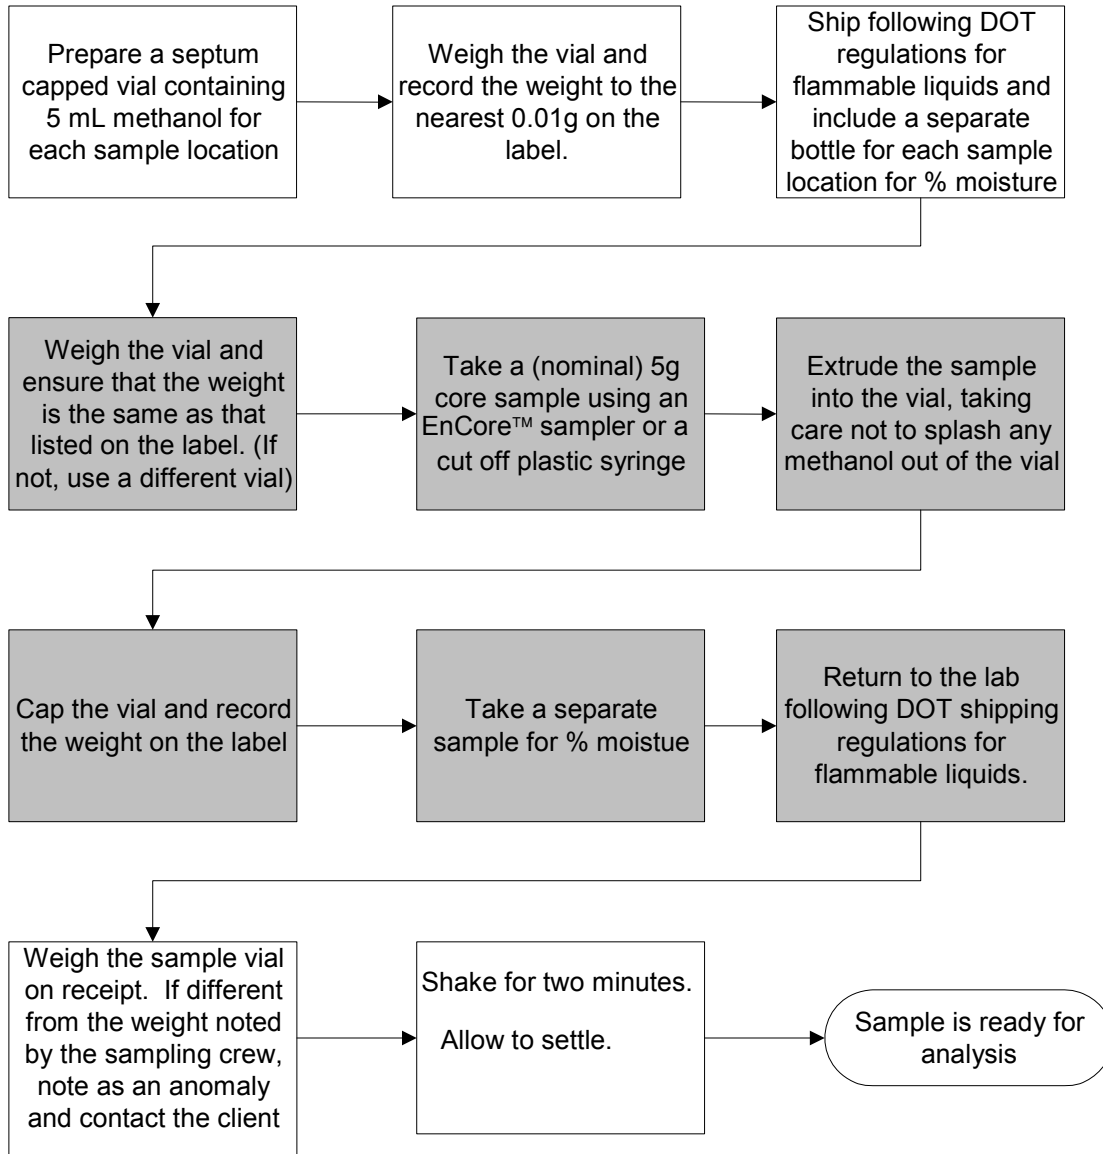 Prepare a septum
capped vial containing
5 mL methanol for
each sample location
Weigh the vial and
record the weight to the
nearest 0.01g on the
label.
Ship following DOT
regulations for
flammable liquids and
include a separate
bottle for each sample
location for % moisture
Weigh the vial and
ensure that the weight
is the same as that
listed on the label. (If
not, use a different vial)
Take a (nominal) 5g
core sample using an
EnCore™ sampler or a
cut off plastic syringe
Extrude the sample
into the vial, taking
care not to splash any
methanol out of the vial
Cap the vial and record
the weight on the label
Take a separate
sample for % moistue
Return to the lab
following DOT shipping
regulations for
flammable liquids.
Weigh the sample vial
on receipt.  If different
from the weight noted
by the sampling crew,
note as an anomaly
and contact the client
Shake for two minutes.
Allow to settle.
Sample is ready for
analysis